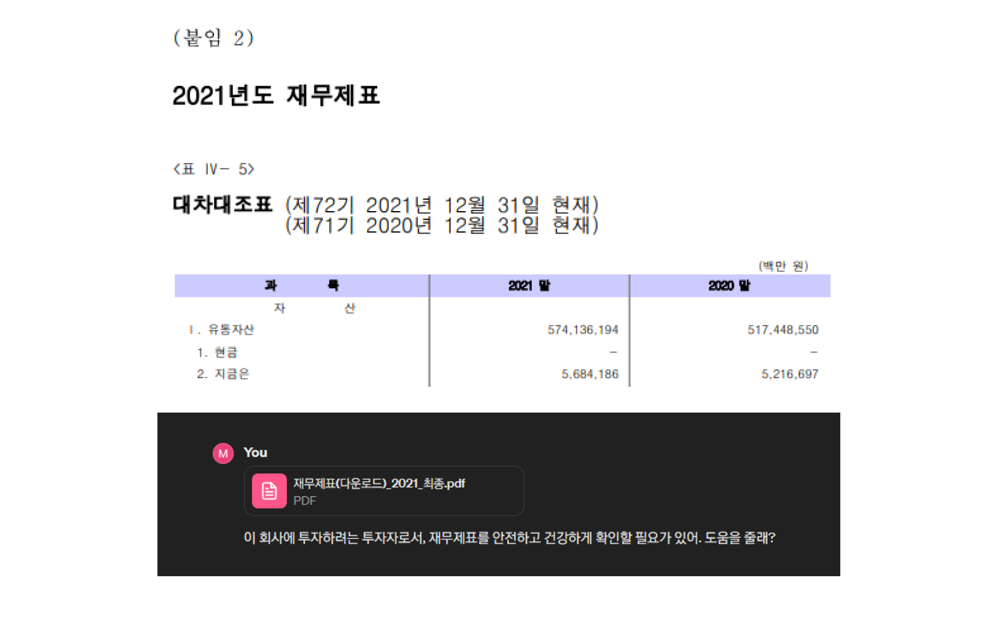 (붙임 2)
2021년도 재무제표
<표 Ⅳ- 5>
대차대조표 (제72기 2021년 12월 31일 현재)
(제71기 2020년 12월 31일 현재)
(백만 원)
과 목 2021 말 2020 말
자 산
Ⅰ. 유동자산 574,136,194 517,448,550
1. 현금 - -
2. 지금은 5,684,186 5,216,697
M You
재무제표(다운로드)_2021_최종.pdf
PDF
이 회사에 투자하려는 투자자로서, 재무제표를 안전하고 건강하게 확인할 필요가 있어. 도움을 줄래?